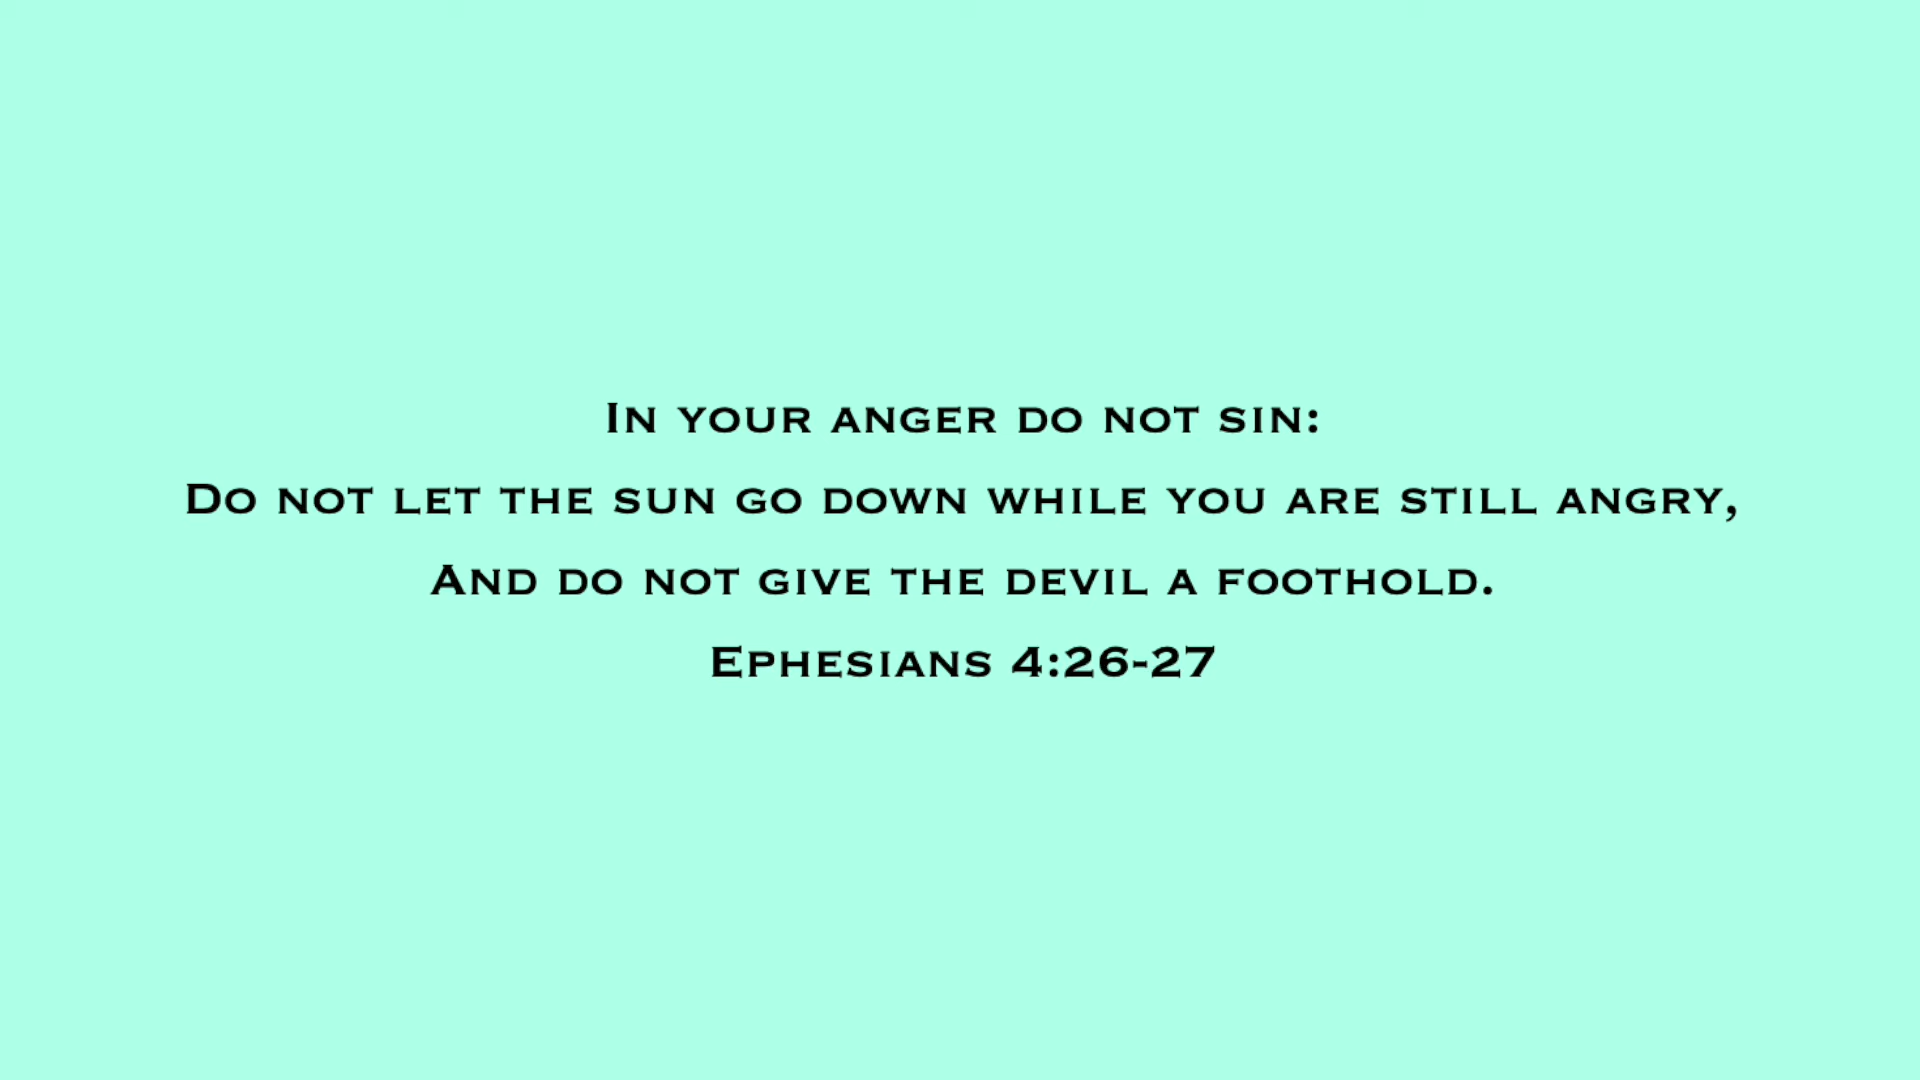 In your anger do not sin:
Do not let the sun go down while you are still angry,
And do not give the devil a foothold.
Ephesians 4:26-27